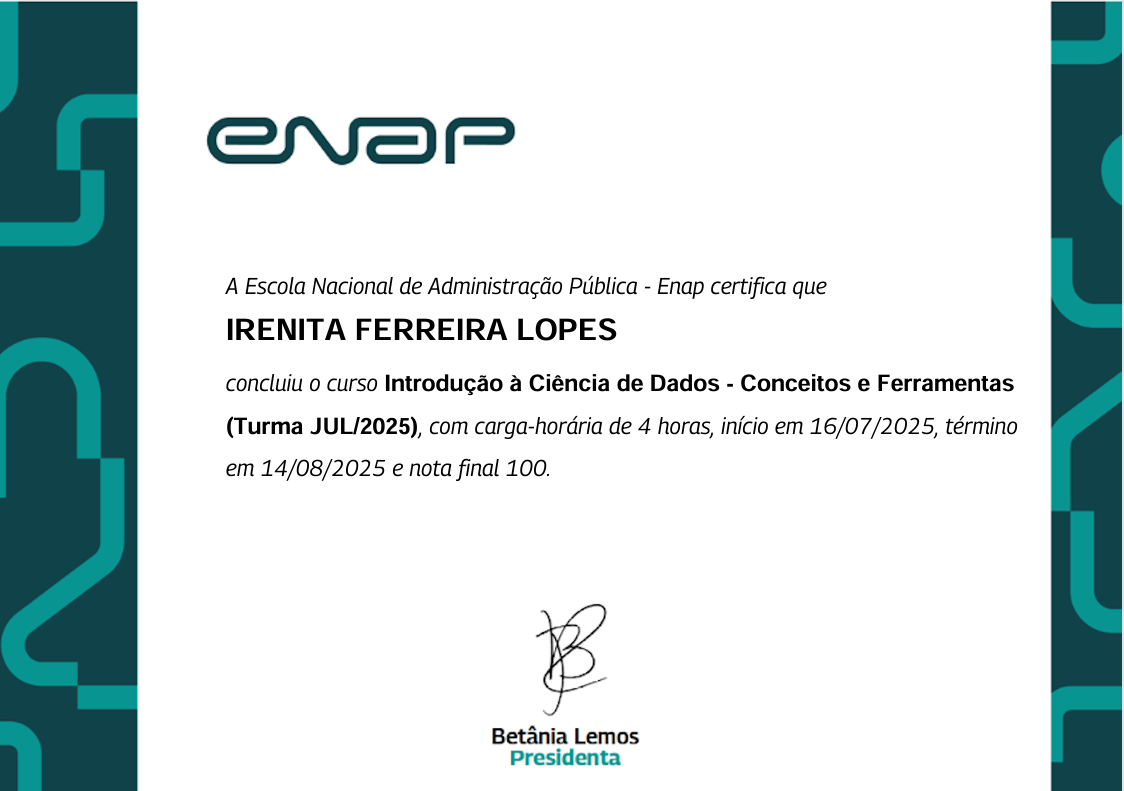 enap
A Escola Nacional de Administração Pública - Enap certifica que
IRENITA FERREIRA LOPES
concluiu o curso Introdução à Ciência de Dados - Conceitos e Ferramentas
(Turma JUL/2025), com carga-horária de 4 horas, início em 16/07/2025, término
em 14/08/2025 e nota final 100.
Betânia Lemos
Presidenta